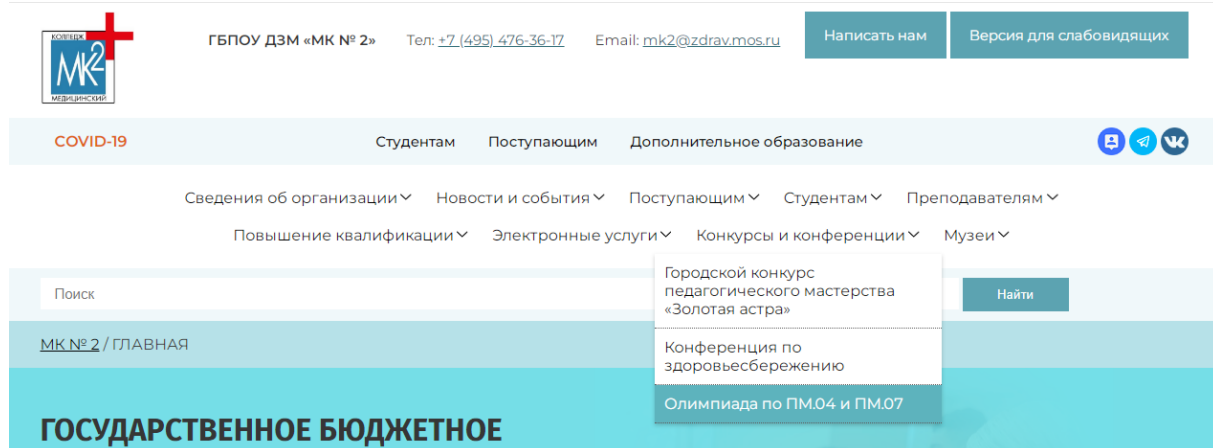 КОЛЛЕДЖ
МК2
МЕДИЦИНСКИЙ
ГБПОУ ДЗМ «МК № 2» Тел: +7 (495) 476-36-17 Email: mk2@zdrav.mos.ru Написать нам Версия для слабовидящих
COVID-19 Студентам Поступающим Дополнительное образование
Сведения об организации Новости и события Поступающим Студентам Преподавателям
Повышение квалификации Электронные услуги Конкурсы и конференции Музеи
Городской конкурс
педагогического мастерства
«Золотая астра»
Поиск Найти
МК № 2 / ГЛАВНАЯ
Конференция по
здоровьесбережению
Олимпиада по ПМ.04 и ПМ.07
ГОСУДАРСТВЕННОЕ БЮДЖЕТНОЕ